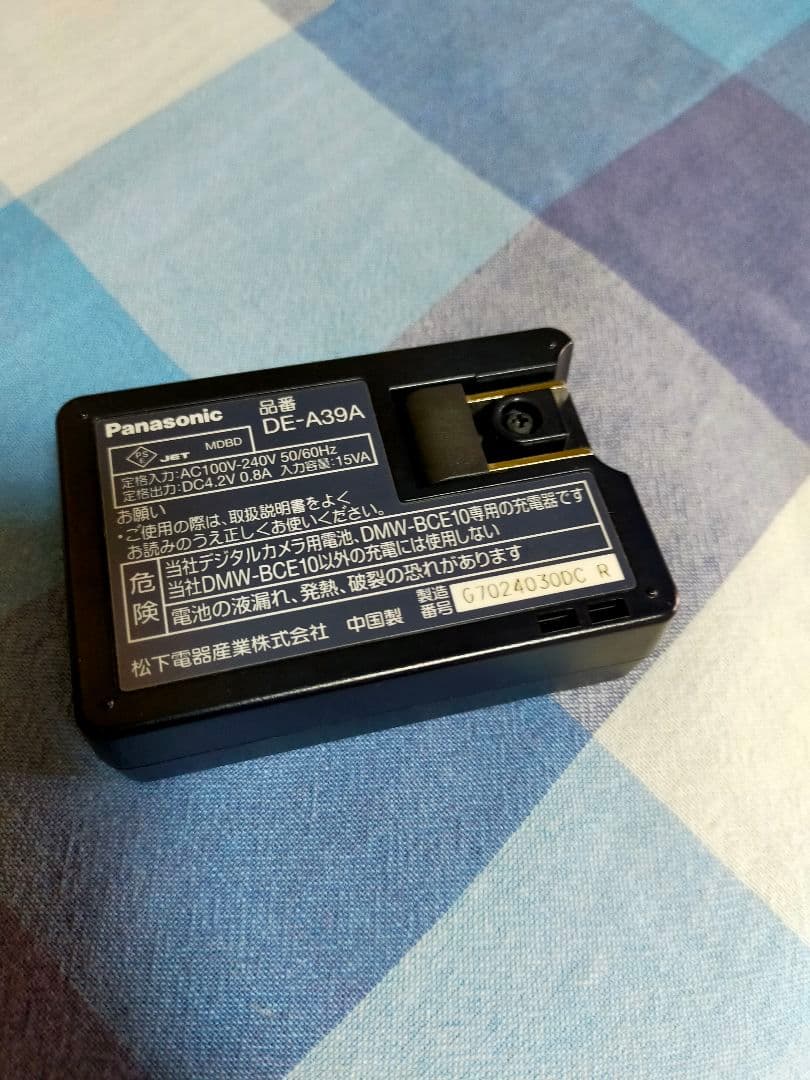 Panasonic
品番
DE-A39A
PS
E
JET
MDBD
定格入力:AC100V-240V 50/60Hz
定格出力:DC4.2V 0.8A 入力容量:15VA
お願い
・ご使用の際は、取扱説明書をよく
お読みのうえ正しくお使いください。
危険
当社デジタルカメラ用電池、DMW-BCE10専用の充電器です
当社DMW-BCE10以外の充電には使用しない
電池の液漏れ、発熱、破裂の恐れがあります
松下電器産業株式会社 中国製
製造番号
G7024030DC R